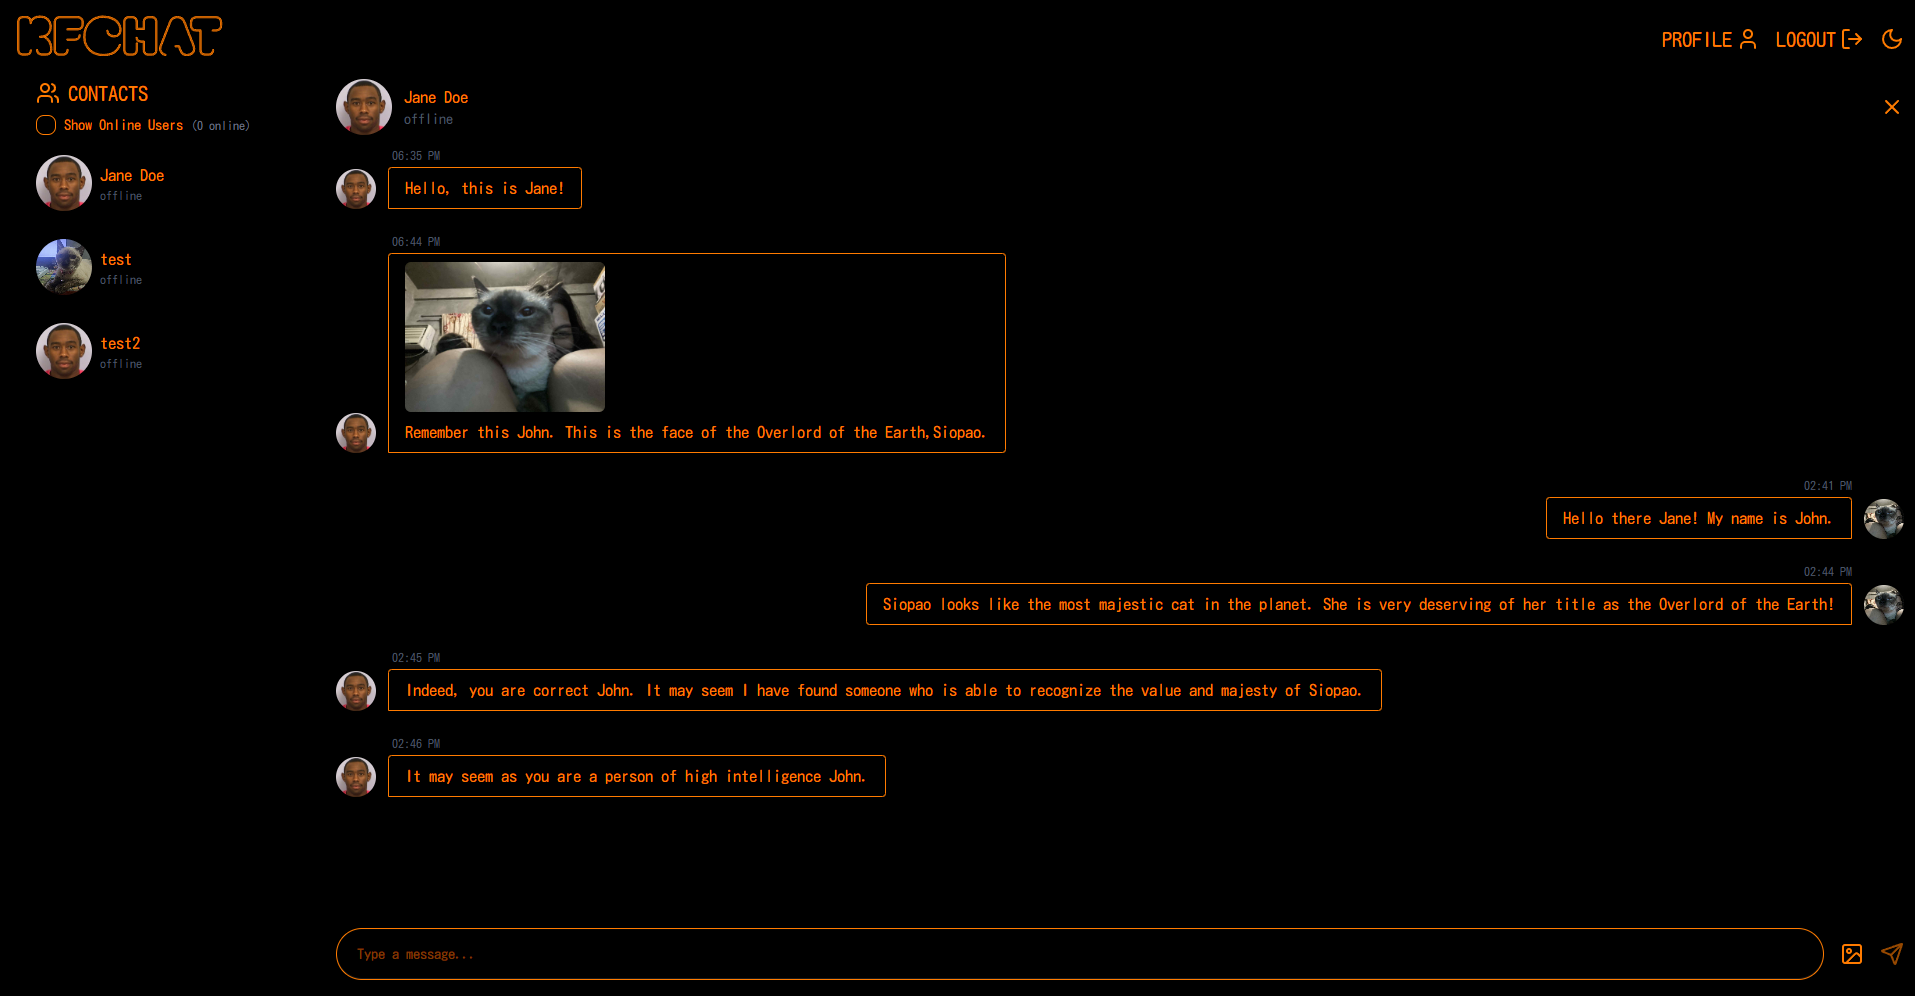 KFCHAT
PROFILE
LOGOUT
CONTACTS
Show Online Users (0 online)
Jane Doe
offline
test
offline
test2
offline
Jane Doe
offline
06:35 PM
Hello, this is Jane!
06:44 PM
Remember this John. This is the face of the Overlord of the Earth,Siopao.
02:41 PM
Hello there Jane! My name is John.
02:44 PM
Siopao looks like the most majestic cat in the planet. She is very deserving of her title as the Overlord of the Earth!
02:45 PM
Indeed, you are correct John. It may seem I have found someone who is able to recognize the value and majesty of Siopao.
02:46 PM
It may seem as you are a person of high intelligence John.
Type a message...